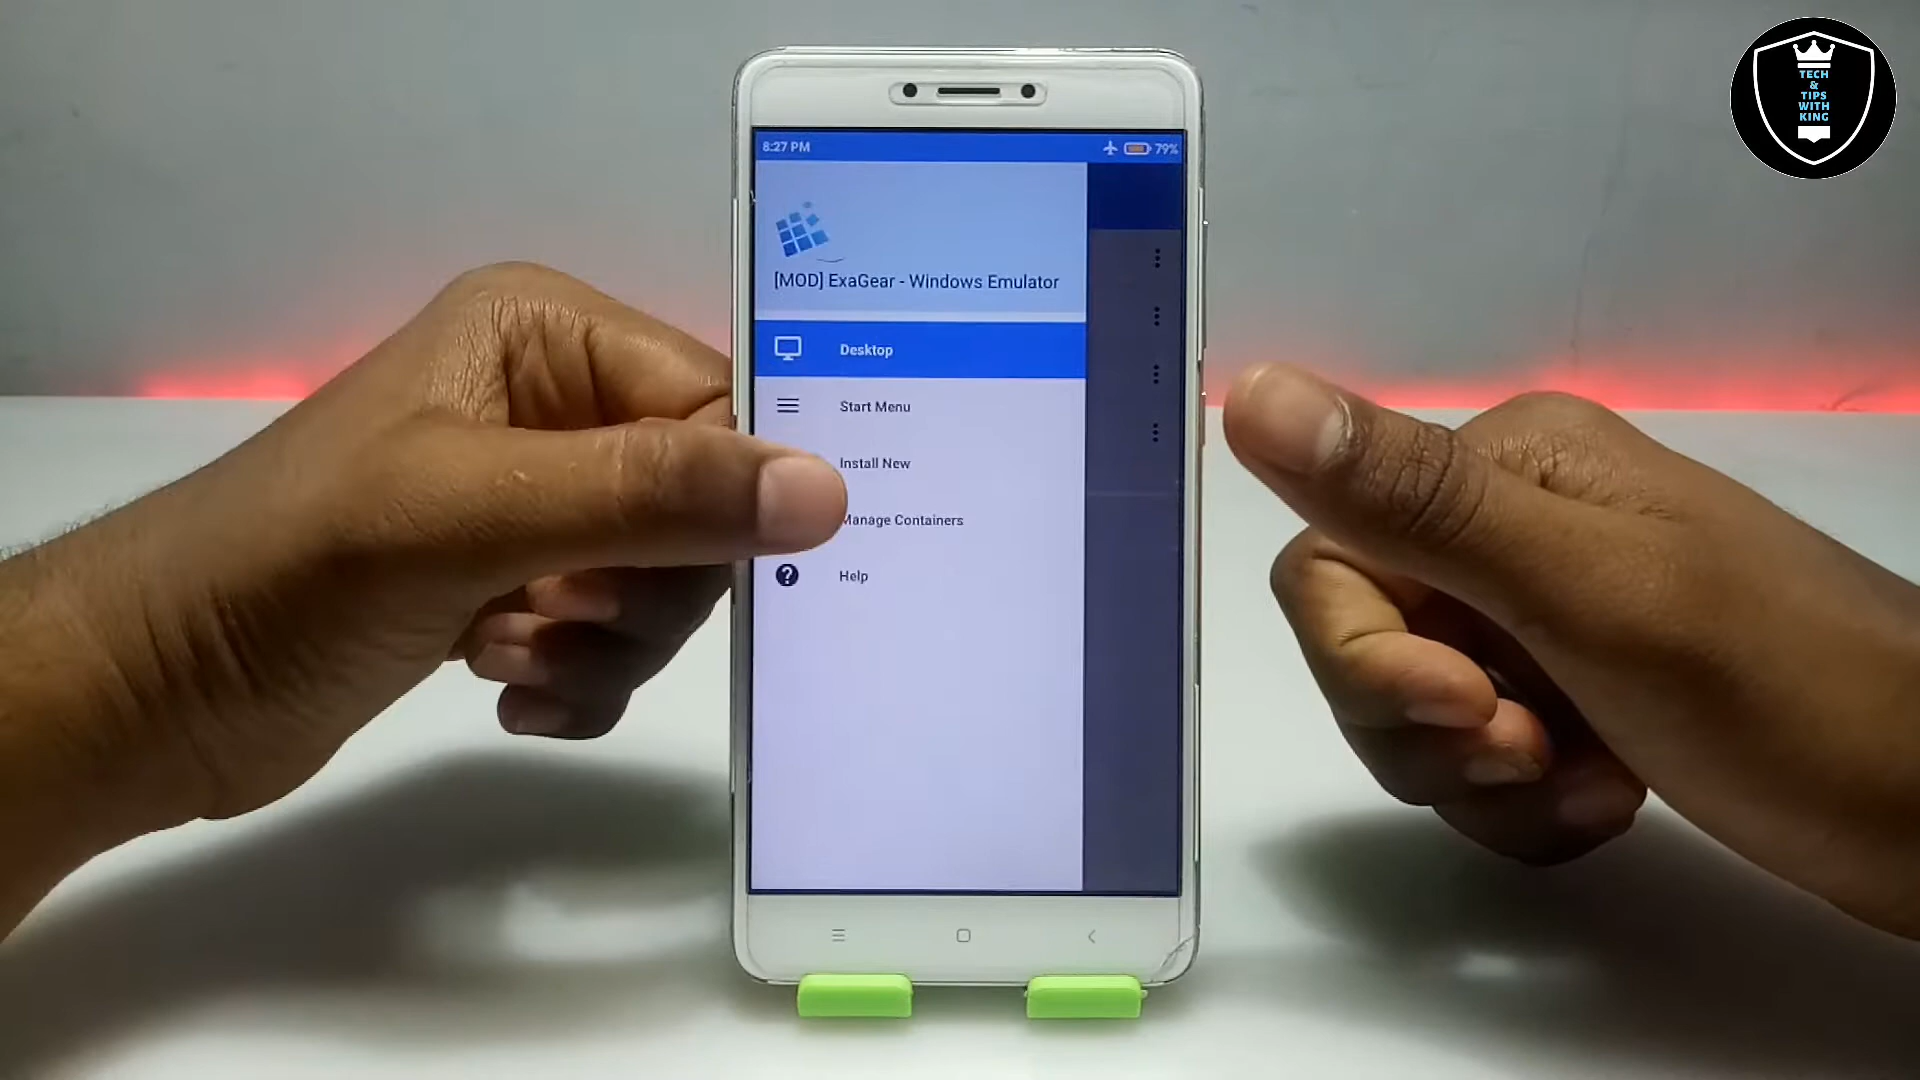 TECH
&
TIPS
WITH
KING
8:27 PM
79%
[MOD] ExaGear - Windows Emulator
Desktop
Start Menu
Install New
Manage Containers
Help